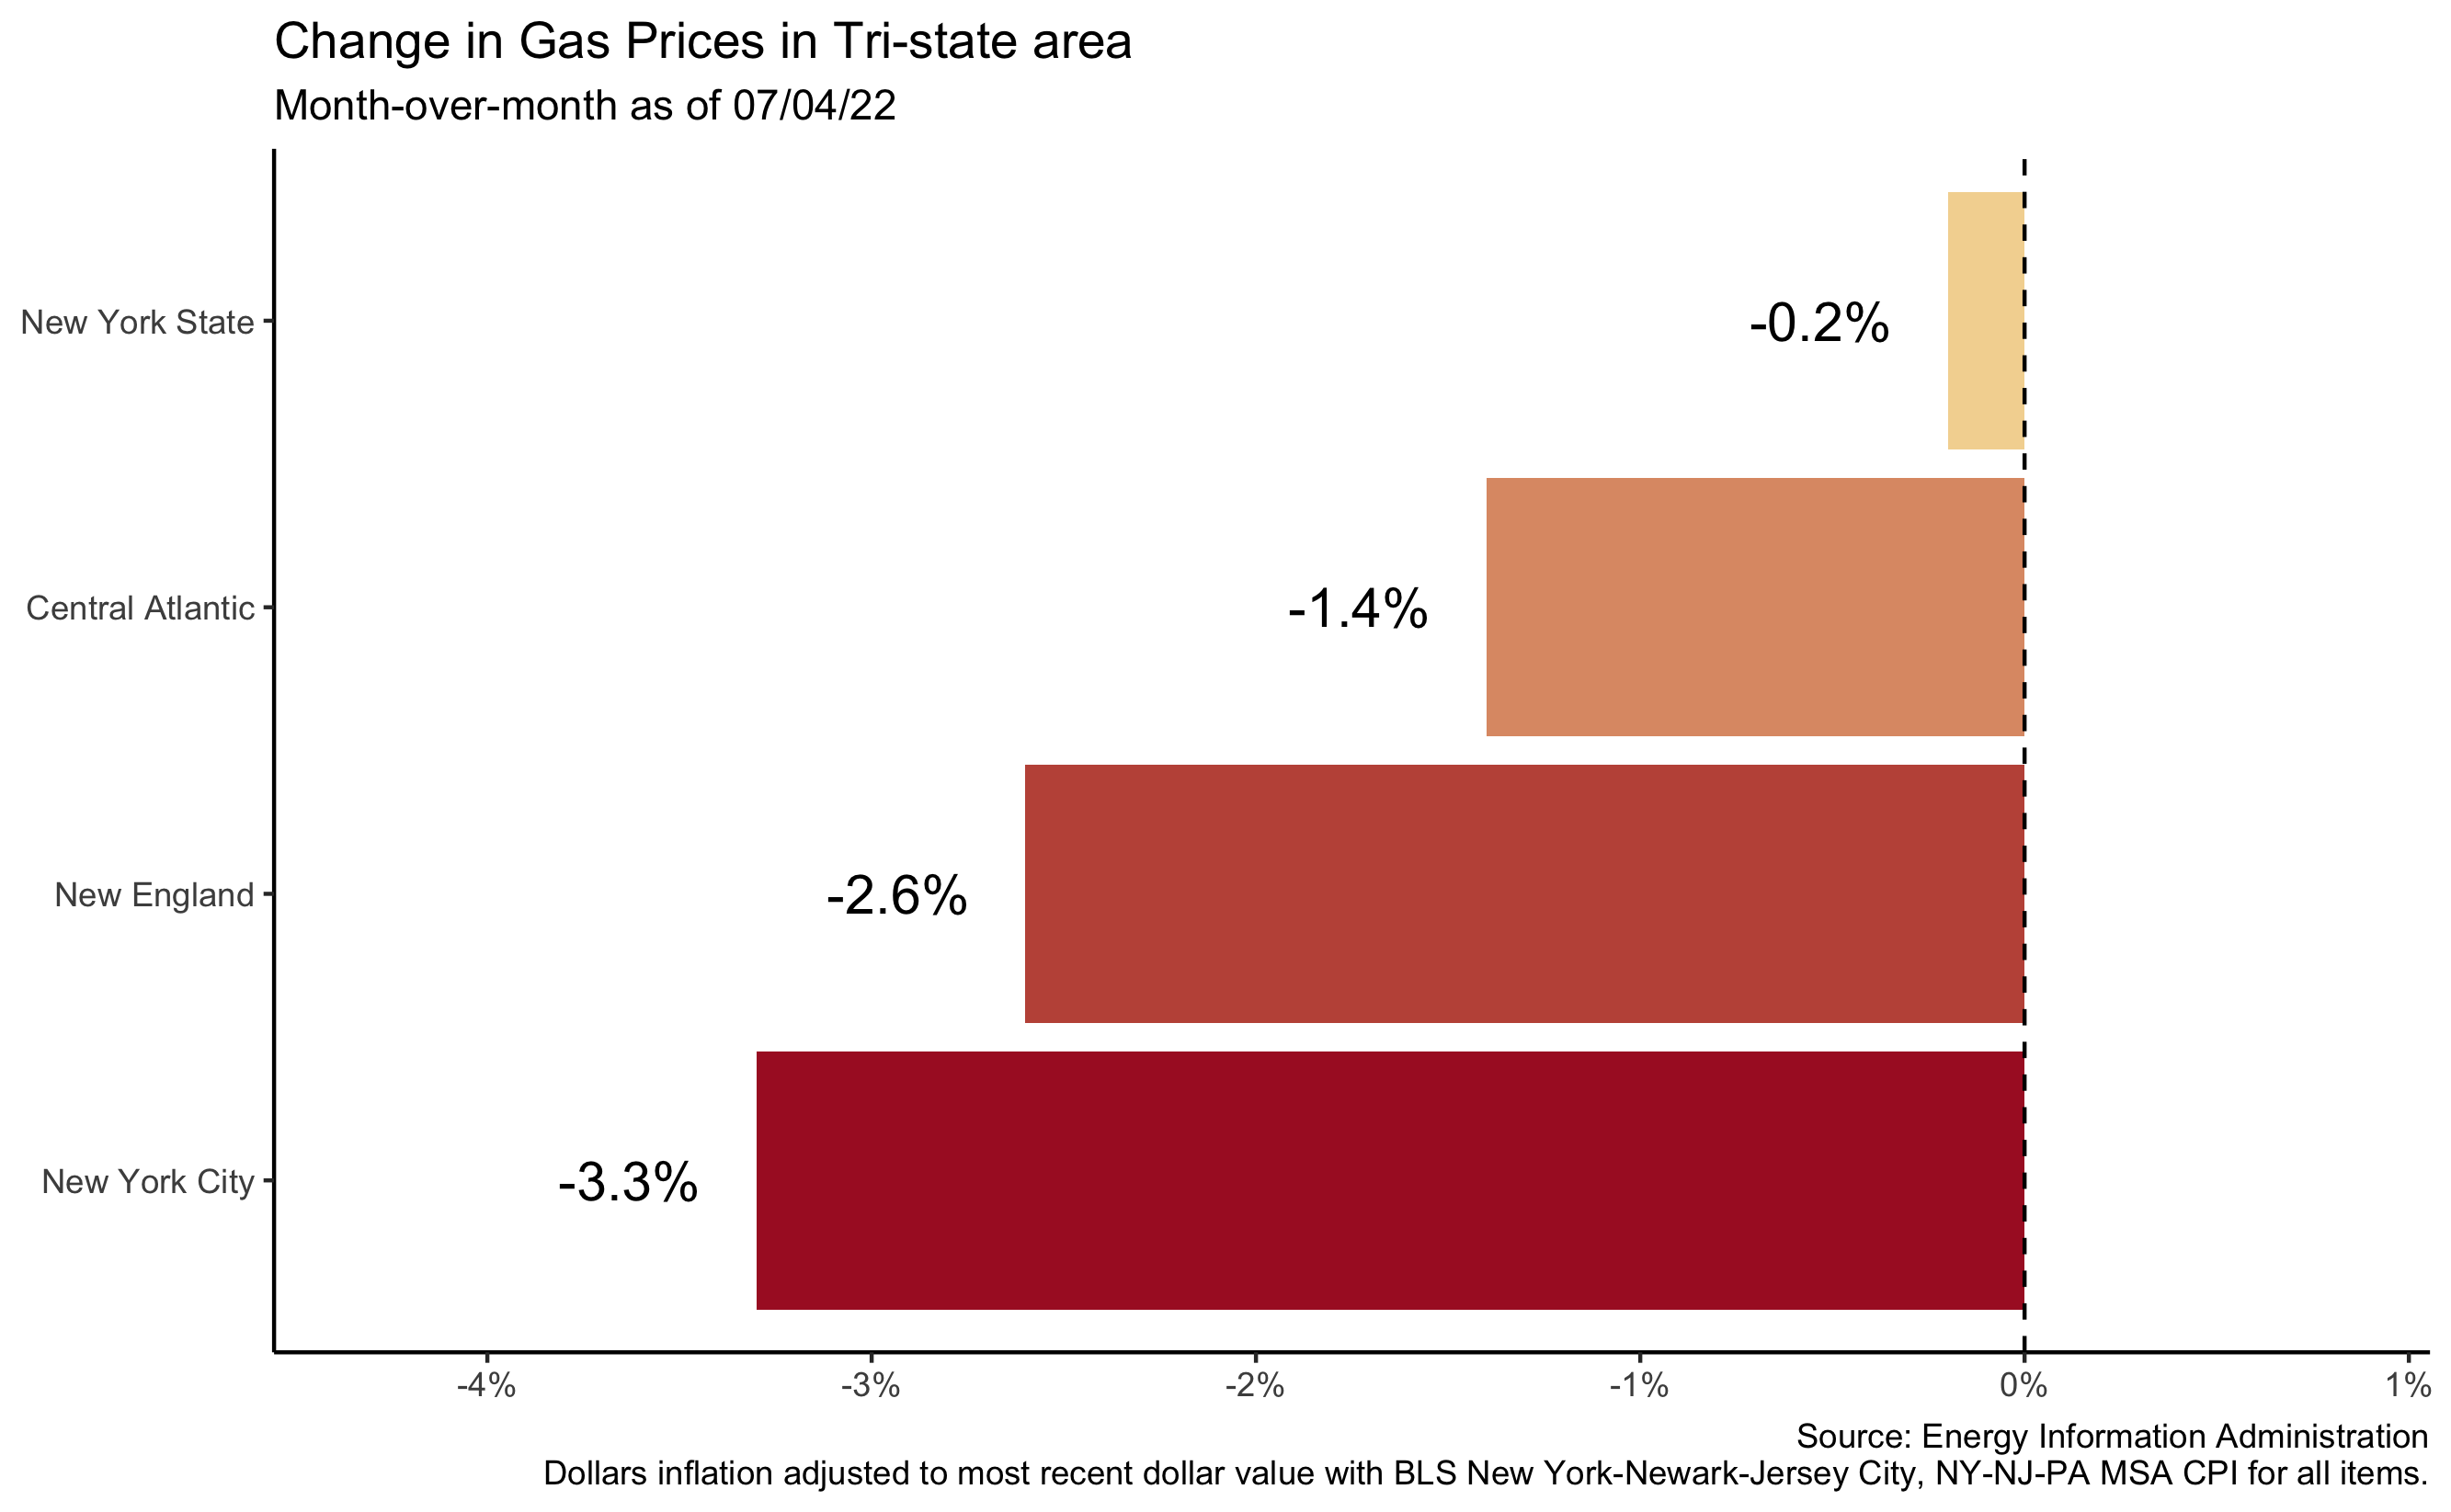 Change in Gas Prices in Tri-state area
Month-over-month as of 07/04/22
New York State
-0.2%
Central Atlantic
-1.4%
New England
-2.6%
New York City
-3.3%
-4%
-3%
-2%
-1%
0%
1%
Source: Energy Information Administration
Dollars inflation adjusted to most recent dollar value with BLS New York-Newark-Jersey City, NY-NJ-PA MSA CPI for all items.